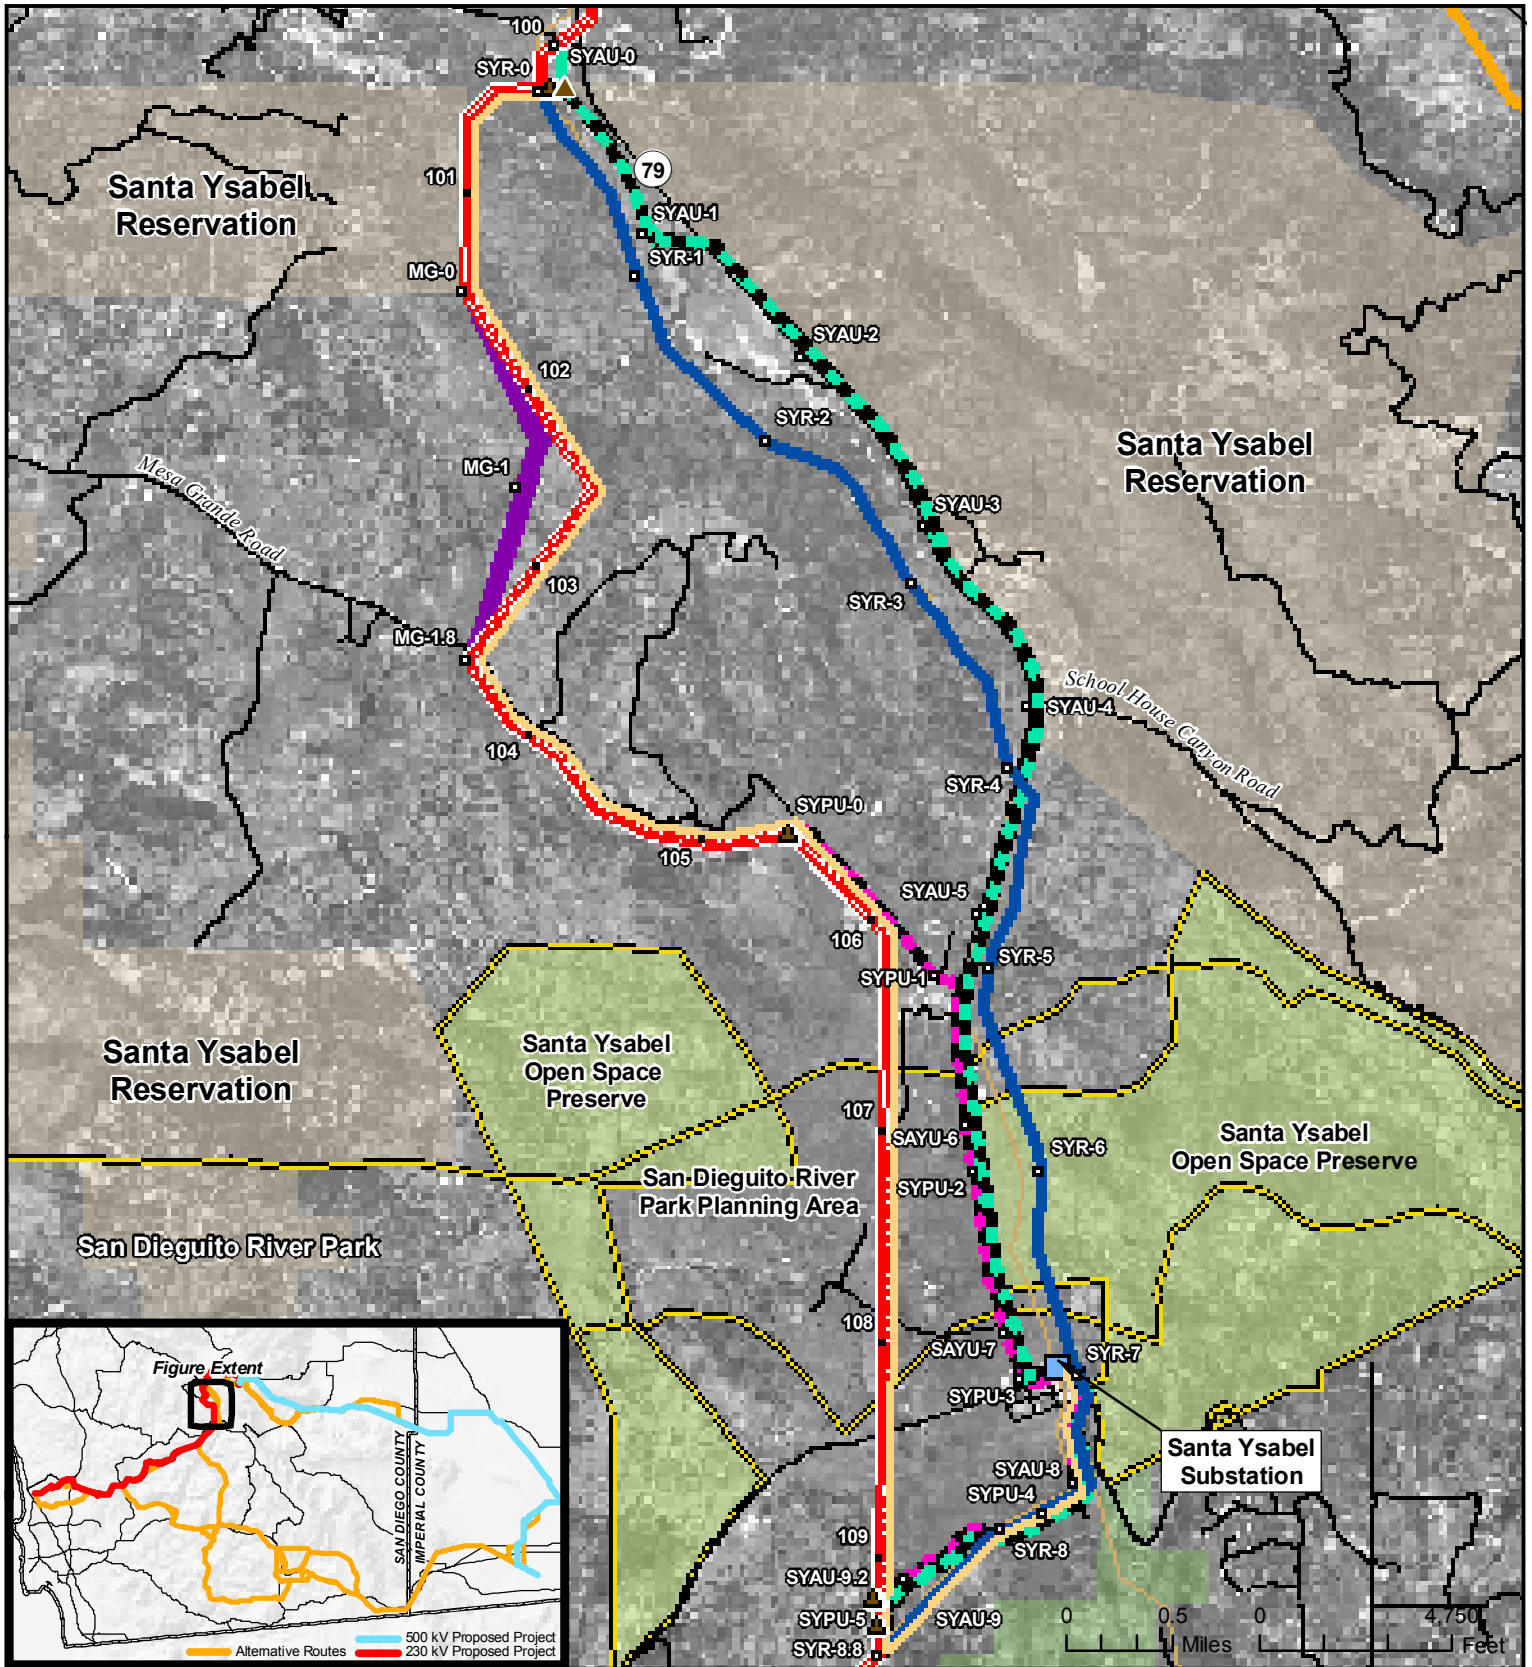 100
SYAU-0
SYR-0
79
101
Santa Ysabel
Reservation
SYAU-1
SYR-1
MG-0
SYAU-2
102
SYR-2
Santa Ysabel
Reservation
MG-1
Mesa Grande Road
SYAU-3
103
SYR-3
MG-1.8
School House Canyon Road
SYAU-4
104
SYR-4
SYPU-0
105
SYAU-5
106
SYR-5
SYPU-1
Santa Ysabel
Reservation
Santa Ysabel
Open Space
Preserve
107
SAYU-6
SYR-6
Santa Ysabel
Open Space Preserve
San Dieguito River
Park Planning Area
SYPU-2
San Dieguito River Park
108
SAYU-7
SYR-7
SYPU-3
Figure Extent
SAN DIEGO COUNTY
IMPERIAL COUNTY
Santa Ysabel
Substation
SYAU-8
SYPU-4
109
SYR-8
SYAU-9.2
SYPU-5
SYAU-9
SYR-8.8
0 0.5
Miles
0 4,750
Feet
500 kV Proposed Project
Alternative Routes
230 kV Proposed Project